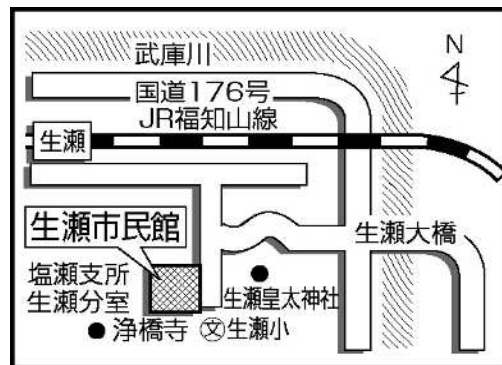 武庫川
N
国道176号
JR福知山線
生瀬
生瀬市民館
生瀬大橋
塩瀬支所
生瀬分室
生瀬皇太神社
浄橋寺
文生瀬小